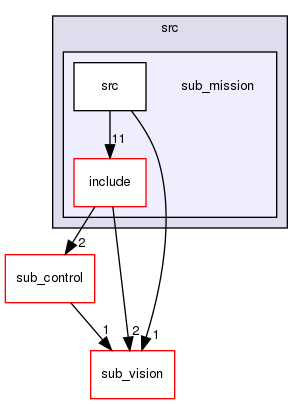 src
src
sub_mission
11
include
2
sub_control
1
2
1
sub_vision